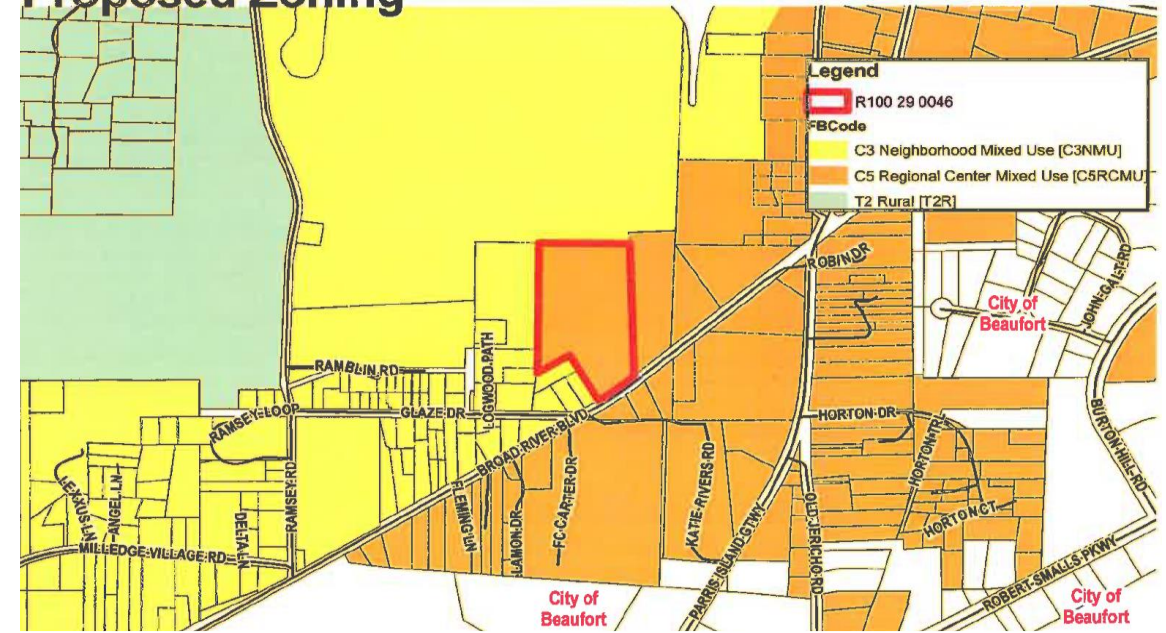 Proposed Zoning
Legend
R100 29 0046
FBCode
C3 Neighborhood Mixed Use [C3NMU]
C5 Regional Center Mixed Use [C5RCMU]
T2 Rural [T2R]
ROBIN DR
JOHN GALT RD
City of
Beaufort
RAMBLIN RD
LOGWOOD PATH
RAMSEY LOOP
GLAZE DR
BROAD RIVER BLVD
HORTON DR
HORTON TR
BURTON HILL RD
LEXXUS LN
ANGEL LN
DELTA LN
RAMSEY RD
FLEMING LN
LAMON DR
FC CARTER DR
KATIE RIVERS RD
PARRIS ISLAND GTWY
OLD JERICHO RD
HORTON CT
MILLEDGE VILLAGE RD
ROBERT SMALLS PKWY
City of
Beaufort
City of
Beaufort